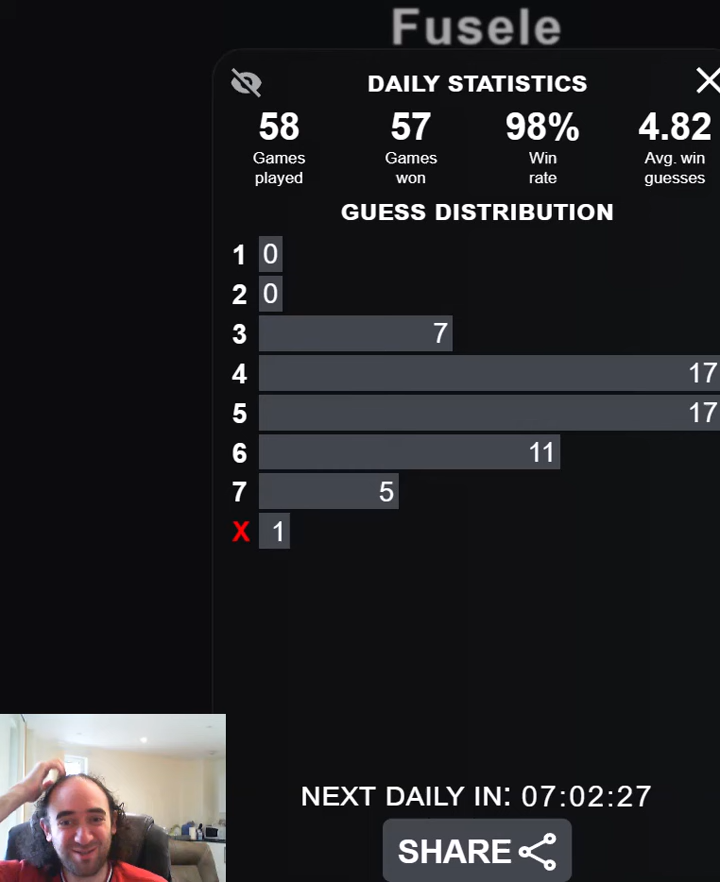 Fusele
DAILY STATISTICS
58 57 98% 4.82
Games played Games won Win rate Avg. win guesses
GUESS DISTRIBUTION
1 0
2 0
3 7
4 17
5 17
6 11
7 5
X 1
NEXT DAILY IN: 07:02:27
SHARE